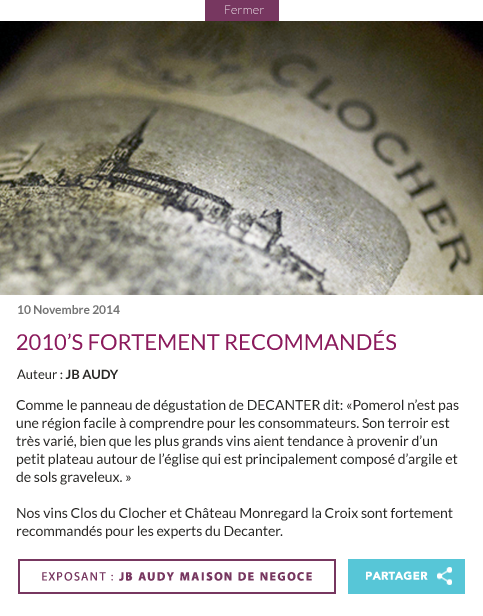 Fermer
CLOCHER
10 Novembre 2014
2010’S FORTEMENT RECOMMANDÉS
Auteur : JB AUDY
Comme le panneau de dégustation de DECANTER dit: «Pomerol n’est pas
une région facile à comprendre pour les consommateurs. Son terroir est
très varié, bien que les plus grands vins aient tendance à provenir d’un
petit plateau autour de l’église qui est principalement composé d’argile et
de sols graveleux. »
Nos vins Clos du Clocher et Château Monregard la Croix sont fortement
recommandés pour les experts du Decanter.
EXPOSANT : JB AUDY MAISON DE NEGOCE
PARTAGER